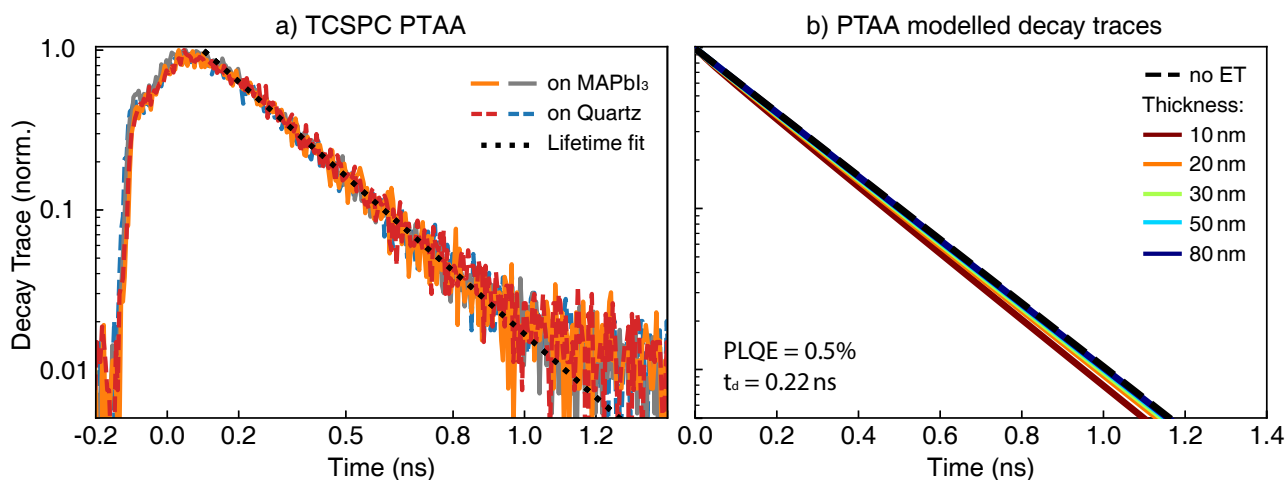 a) TCSPC PTAA
Decay Trace (norm.)
1.0
0.1
0.01
on MAPbI₃
on Quartz
Lifetime fit
-0.2 0.0 0.2 0.5 0.8 1.0 1.2
Time (ns)
b) PTAA modelled decay traces
no ET
Thickness:
10 nm
20 nm
30 nm
50 nm
80 nm
PLQE = 0.5%
t_d = 0.22 ns
0.0 0.2 0.4 0.6 0.8 1.0 1.2 1.4
Time (ns)